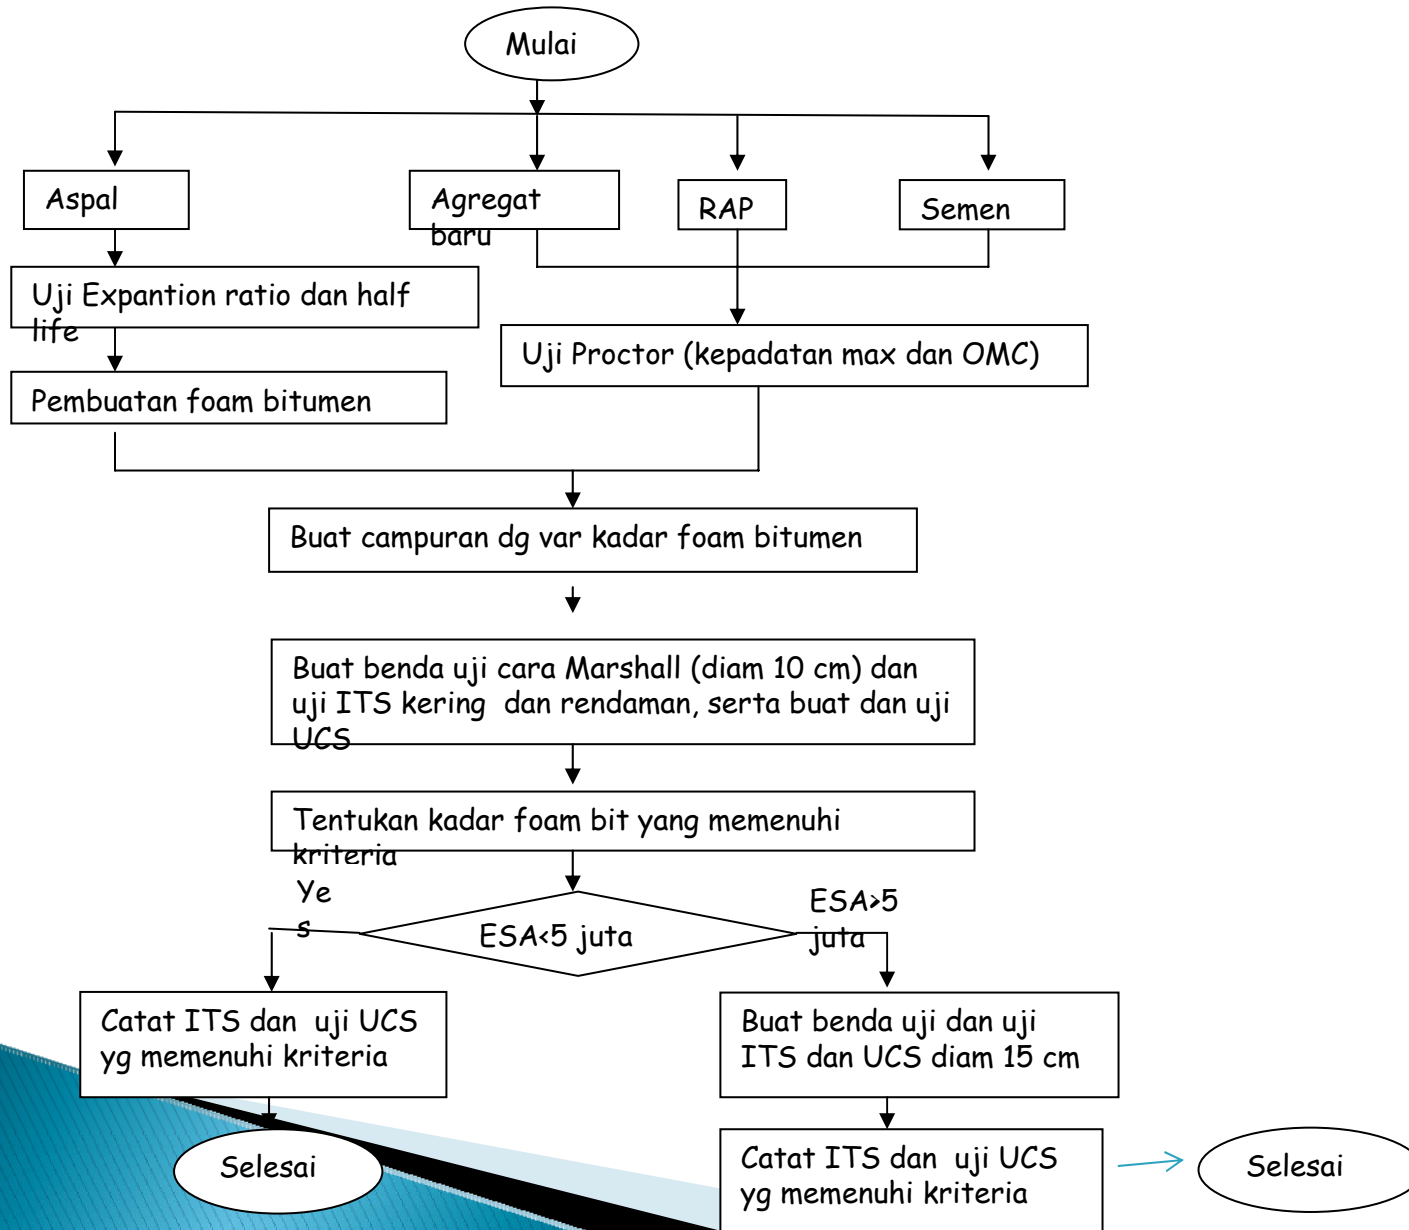 Mulai
Aspal
Agregat
baru
RAP
Semen
Uji Expantion ratio dan half
life
Uji Proctor (kepadatan max dan OMC)
Pembuatan foam bitumen
Buat campuran dg var kadar foam bitumen
Buat benda uji cara Marshall (diam 10 cm) dan
uji ITS kering dan rendaman, serta buat dan uji
UCS
Tentukan kadar foam bit yang memenuhi
kriteria
Ye
s
ESA<5 juta
ESA>5
juta
Catat ITS dan uji UCS
yg memenuhi kriteria
Buat benda uji dan uji
ITS dan UCS diam 15 cm
Selesai
Catat ITS dan uji UCS
yg memenuhi kriteria
Selesai